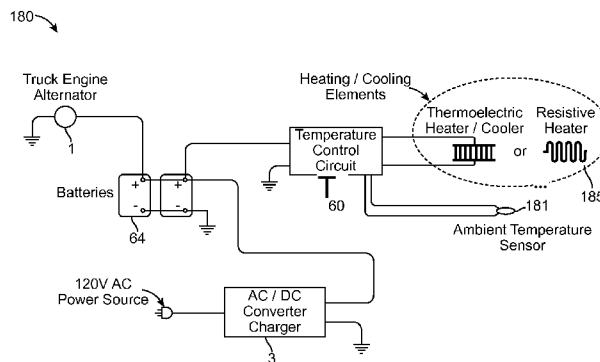 180
Truck Engine
Alternator
1
Heating / Cooling
Elements
Thermoelectric
Heater / Cooler
or
Resistive
Heater
185
Temperature
Control
Circuit
60
181
Ambient Temperature
Sensor
Batteries
+
+
-
-
64
120V AC
Power Source
AC / DC
Converter
Charger
3